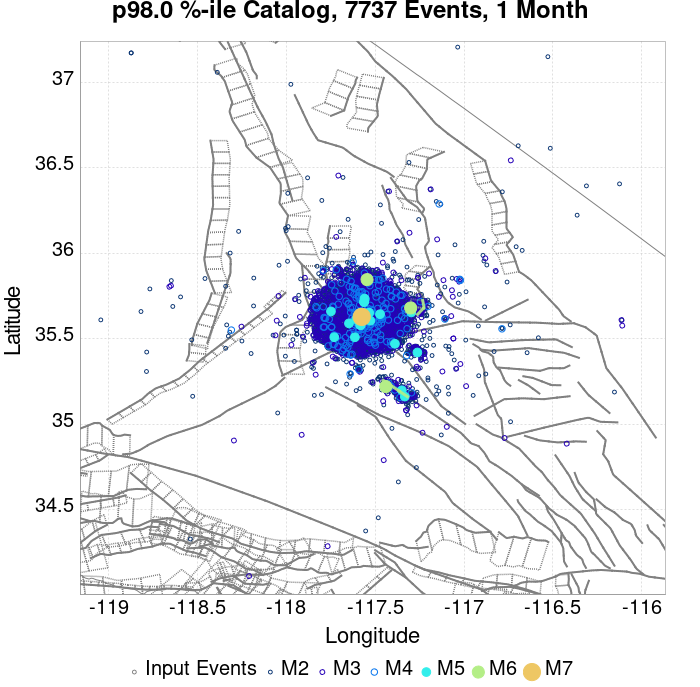 p98.0 %-ile Catalog, 7737 Events, 1 Month
37
36.5
36
35.5
35
34.5
Latitude
-119 -118.5 -118 -117.5 -117 -116.5 -116
Longitude
Input Events M2 M3 M4 M5 M6 M7